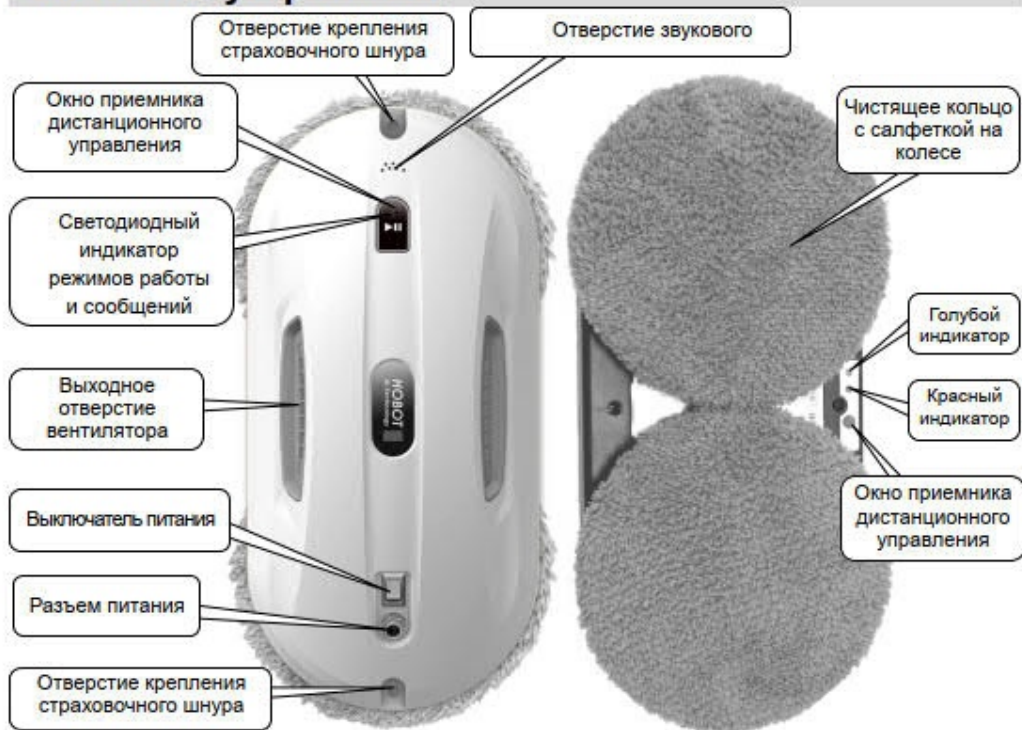 Отверстие крепления
страховочного шнура
Отверстие звукового
Окно приемника
дистанционного
управления
Чистящее кольцо
с салфеткой на
колесе
Светодиодный
индикатор
режимов работы
и сообщений
Голубой
индикатор
Выходное
отверстие
вентилятора
HOBOT
Красный
индикатор
Окно приемника
дистанционного
управления
Выключатель питания
Разъем питания
Отверстие крепления
страховочного шнура